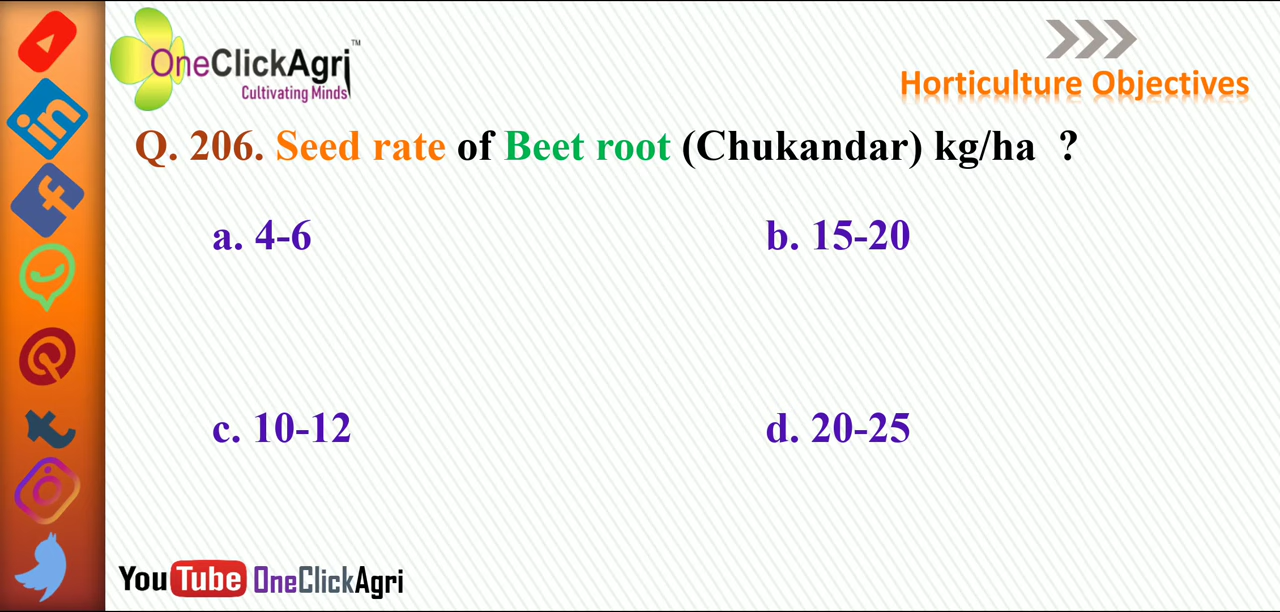 OneClickAgri™
Cultivating Minds
Horticulture Objectives
Q. 206. Seed rate of Beet root (Chukandar) kg/ha ?
a. 4-6
b. 15-20
c. 10-12
d. 20-25
YouTube OneClickAgri